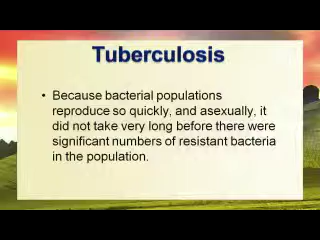 Tuberculosis
• Because bacterial populations
reproduce so quickly, and asexually, it
did not take very long before there were
significant numbers of resistant bacteria
in the population.